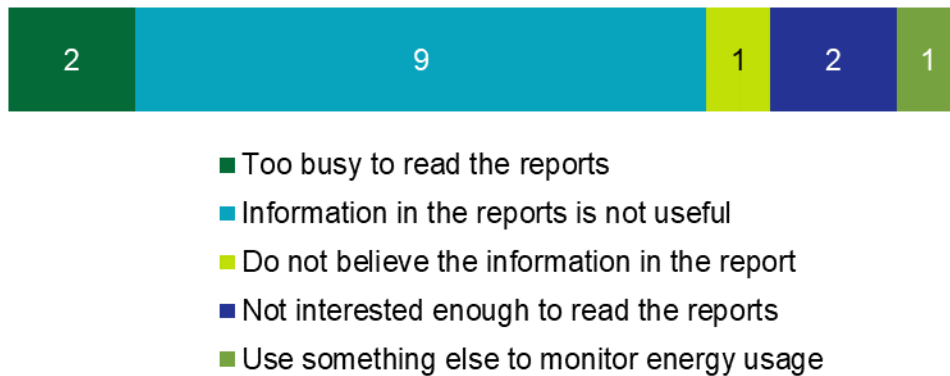 2 9 1 2 1
Too busy to read the reports
Information in the reports is not useful
Do not believe the information in the report
Not interested enough to read the reports
Use something else to monitor energy usage